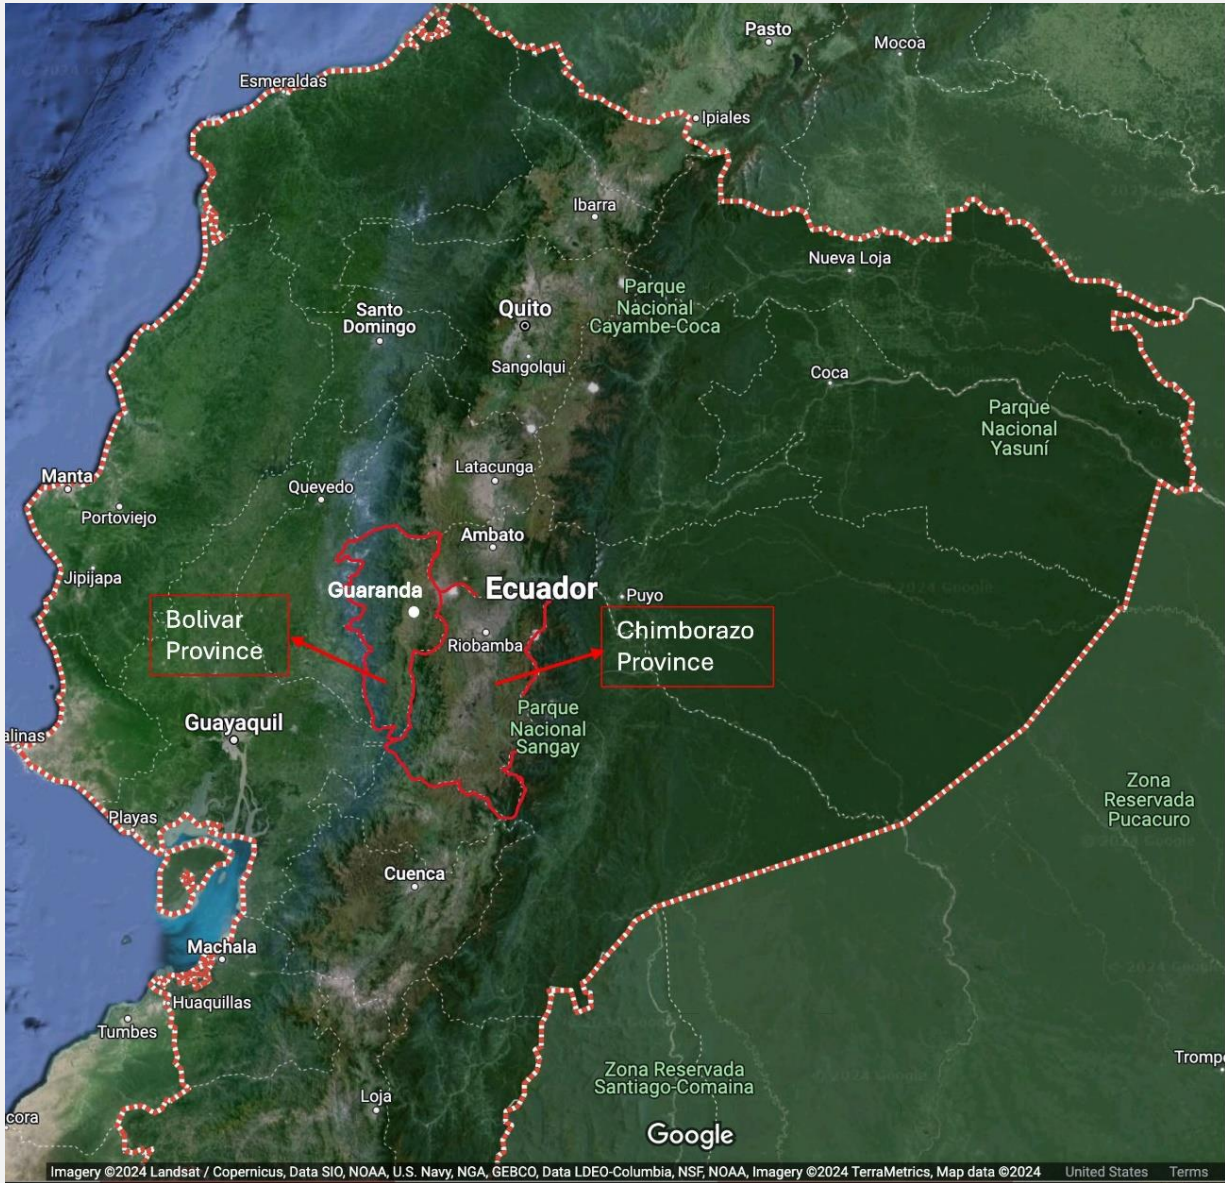 Pasto
Mocoa
Esmeraldas
Ipiales
Ibarra
Nueva Loja
Parque
Nacional
Cayambe-Coca
Santo
Domingo
Quito
Sangolqui
Coca
Parque
Nacional
Yasuní
Latacunga
Manta
Quevedo
Portoviejo
Ambato
Jipijapa
Guaranda
Ecuador
Puyo
Bolivar
Province
Riobamba
Chimborazo
Province
Parque
Nacional
Sangay
Guayaquil
alinas
Zona
Reservada
Pucacuro
Playas
Cuenca
Machala
Huaquillas
Tumbes
Tromp
Zona Reservada
Santiago-Comaina
Loja
cora
Google
Imagery ©2024 Landsat / Copernicus, Data SIO, NOAA, U.S. Navy, NGA, GEBCO, Data LDEO-Columbia, NSF, NOAA, Imagery ©2024 TerraMetrics, Map data ©2024 United States Terms